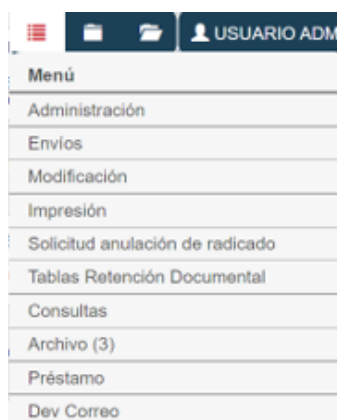 USUARIO ADM
Menú
Administración
Envíos
Modificación
Impresión
Solicitud anulación de radicado
Tablas Retención Documental
Consultas
Archivo (3)
Préstamo
Dev Correo